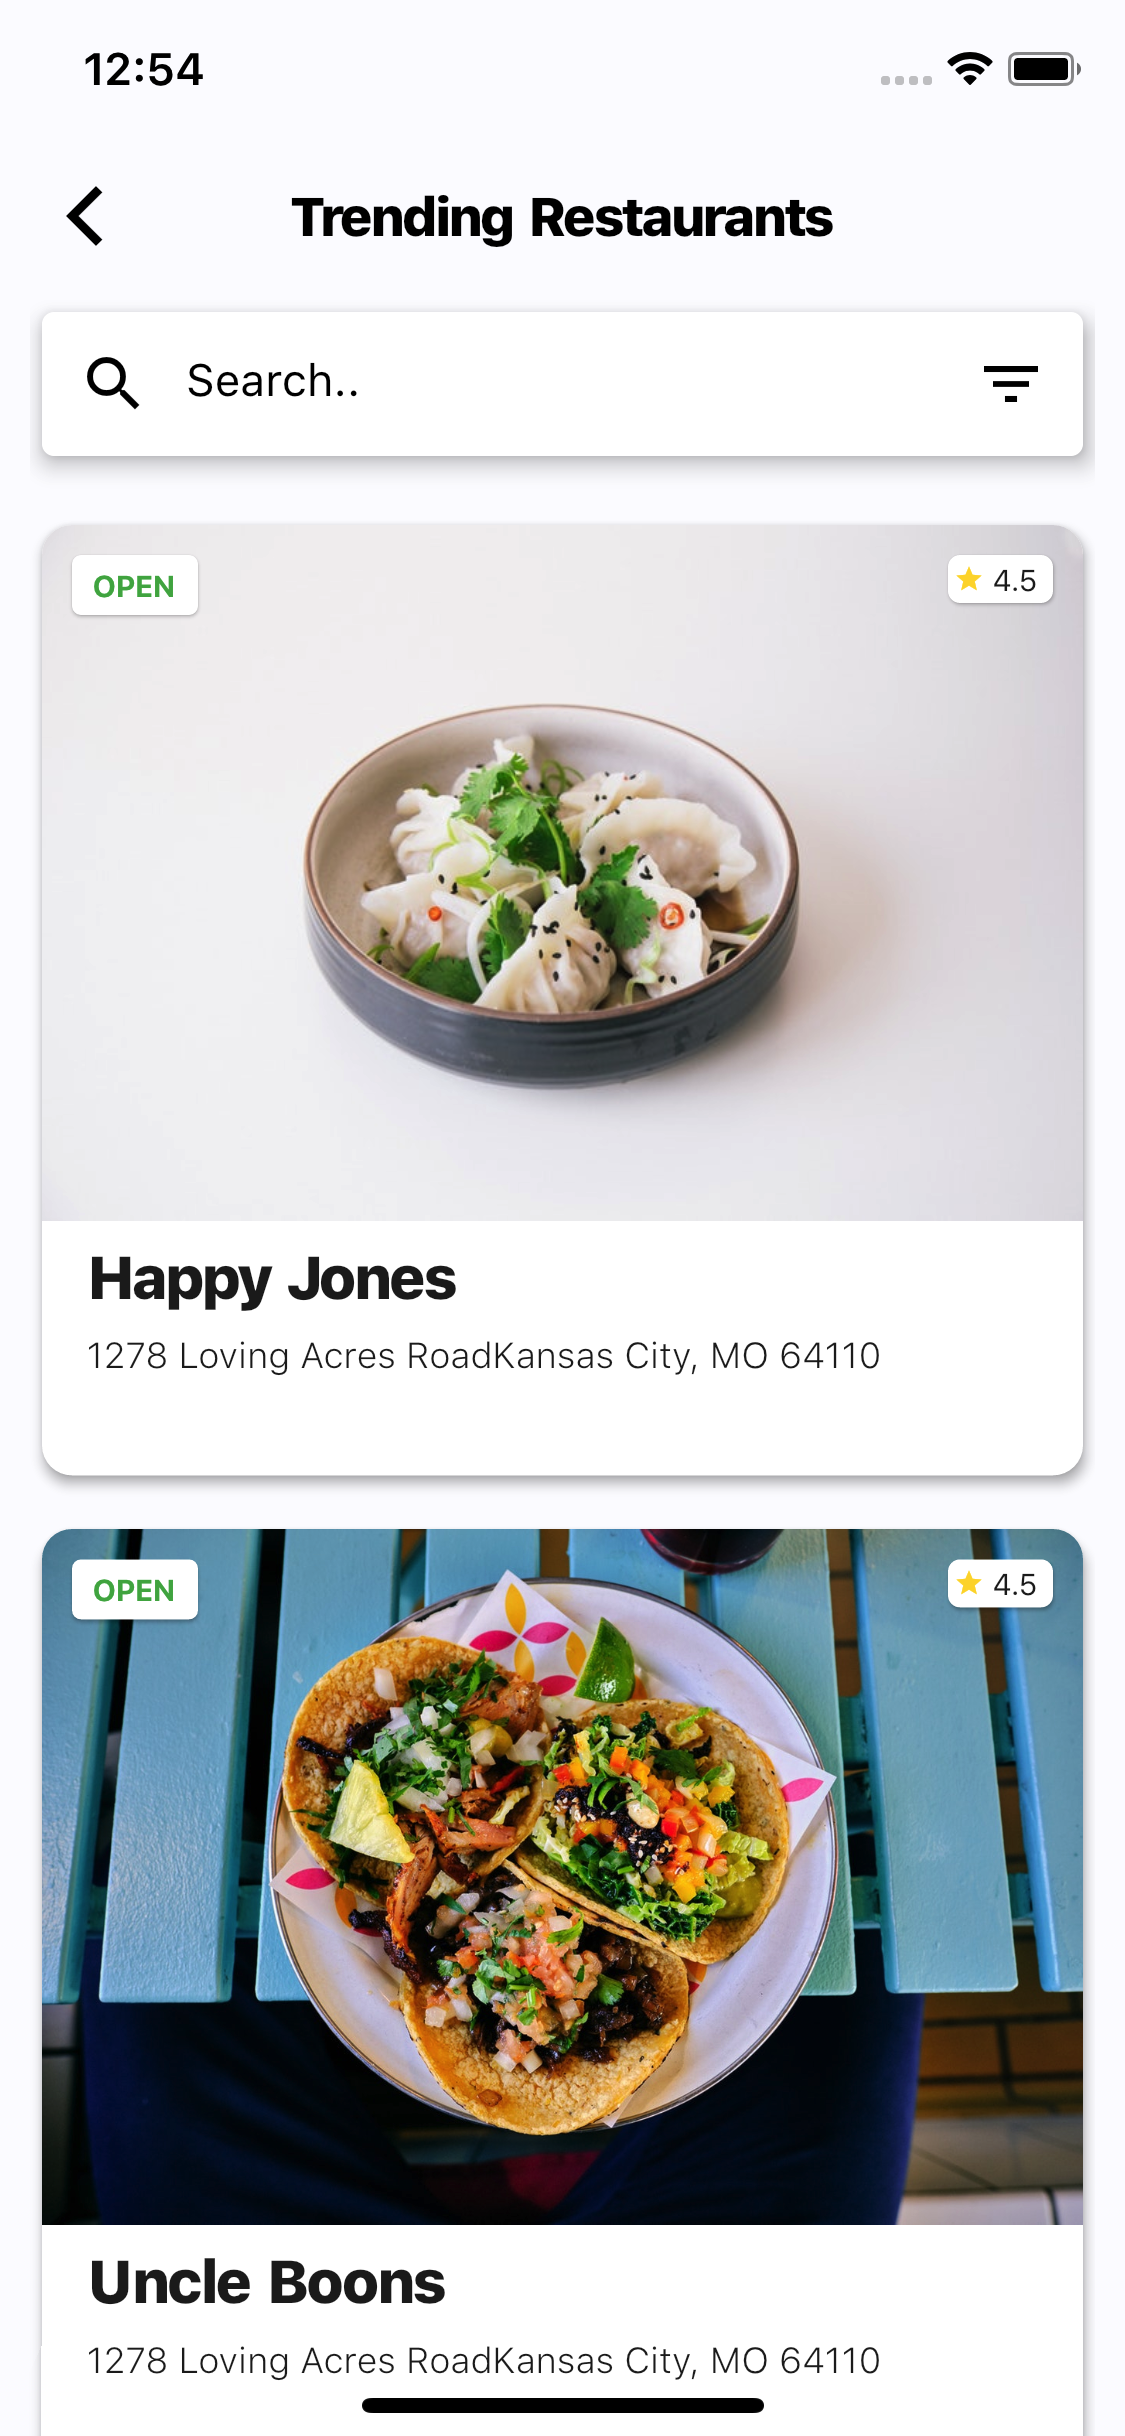 12:54
Trending Restaurants
Search..
OPEN
4.5
Happy Jones
1278 Loving Acres RoadKansas City, MO 64110
OPEN
4.5
Uncle Boons
1278 Loving Acres RoadKansas City, MO 64110